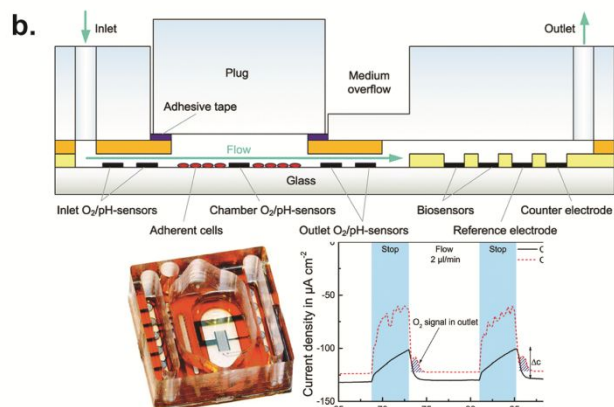 b.
Inlet
Outlet
Plug
Medium
overflow
Adhesive tape
Flow
Glass
Inlet O₂/pH-sensors
Chamber O₂/pH-sensors
Biosensors
Counter electrode
Adherent cells
Outlet O₂/pH-sensors
Reference electrode
Stop
Flow
2 µl/min
Stop
Current density in µA cm⁻²
-50
-100
-150
O₂ signal in outlet
Δc